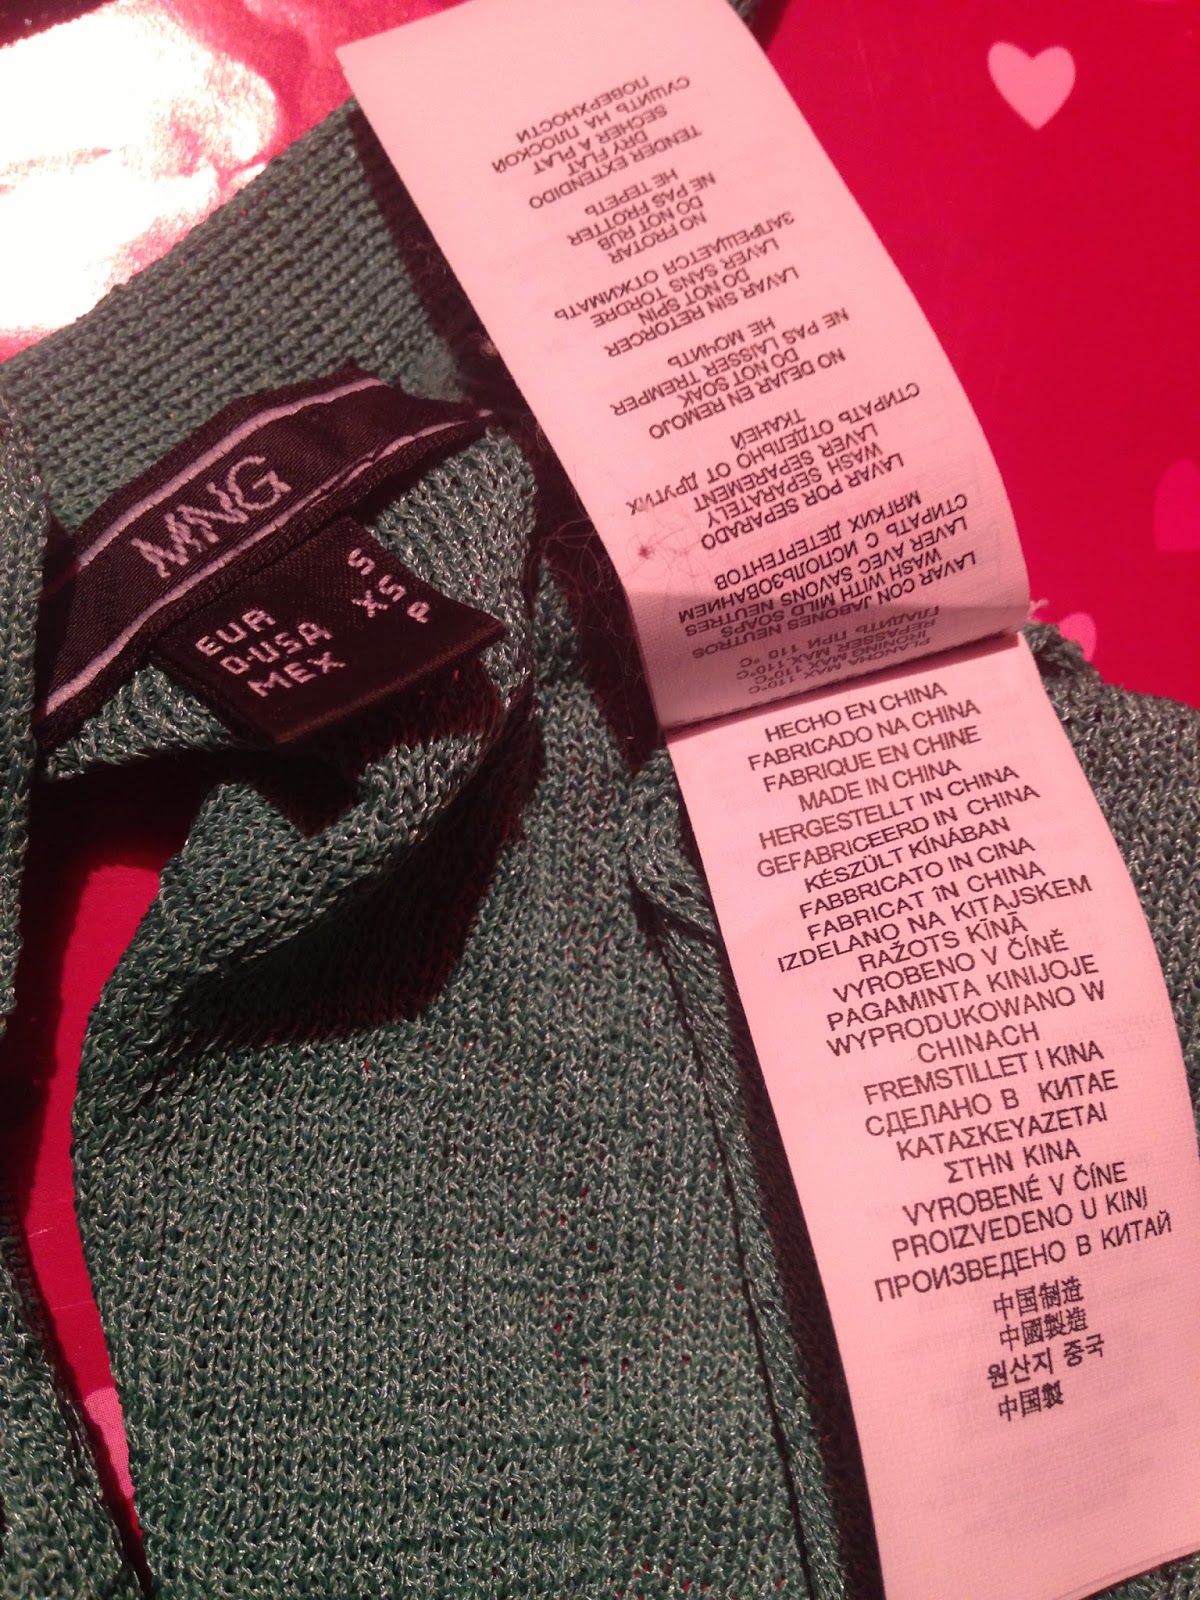 MNG
EUR S
O·USA XS
MEX P
PLANCHA MAX 110°C
IRONING MAX 110°C
REPASSER MAX 110°C
ГЛАДИТЬ ПРИ 110 °C
LAVAR CON JABONES NEUTROS
WASH WITH MILD SOAPS
LAVER AVEC SAVONS NEUTRES
СТИРАТЬ С ИСПОЛЬЗОВАНИЕМ
МЯГКИХ ДЕТЕРГЕНТОВ
LAVAR POR SEPARADO
WASH SEPARATELY
LAVER SEPAREMENT
СТИРАТЬ ОТДЕЛЬНО ОТ ДРУГИХ
ТКАНЕЙ
NO DEJAR EN REMOJO
DO NOT SOAK
NE PAS LAISSER TREMPER
НЕ МОЧИТЬ
LAVAR SIN RETORCER
DO NOT SPIN
LAVER SANS TORDRE
ЗАПРЕЩАЕТСЯ ОТЖИМАТЬ
NO FROTAR
DO NOT RUB
NE PAS FROTTER
НЕ ТЕРЕТЬ
TENDER EXTENDIDO
DRY FLAT
SECHER A PLAT
СУШИТЬ НА ПЛОСКОЙ
ПОВЕРХНОСТИ
HECHO EN CHINA
FABRICADO NA CHINA
FABRIQUE EN CHINE
MADE IN CHINA
HERGESTELLT IN CHINA
GEFABRICEERD IN CHINA
KÉSZÜLT KÍNÁBAN
FABBRICATO IN CINA
FABRICAT ÎN CHINA
IZDELANO NA KITAJSKEM
RAŽOTS KĪNĀ
VYROBENO V ČÍNĚ
PAGAMINTA KINIJOJE
WYPRODUKOWANO W
CHINACH
FREMSTILLET I KINA
СДЕЛАНО В КИТАЕ
ΚΑΤΑΣΚΕΥΑΖΕΤΑΙ
ΣΤΗΝ ΚΙΝΑ
VYROBENÉ V ČÍNE
PROIZVEDENO U KINI
ПРОИЗВЕДЕНО В КИТАЙ
中国制造
中國製造
원산지 중국
中国製